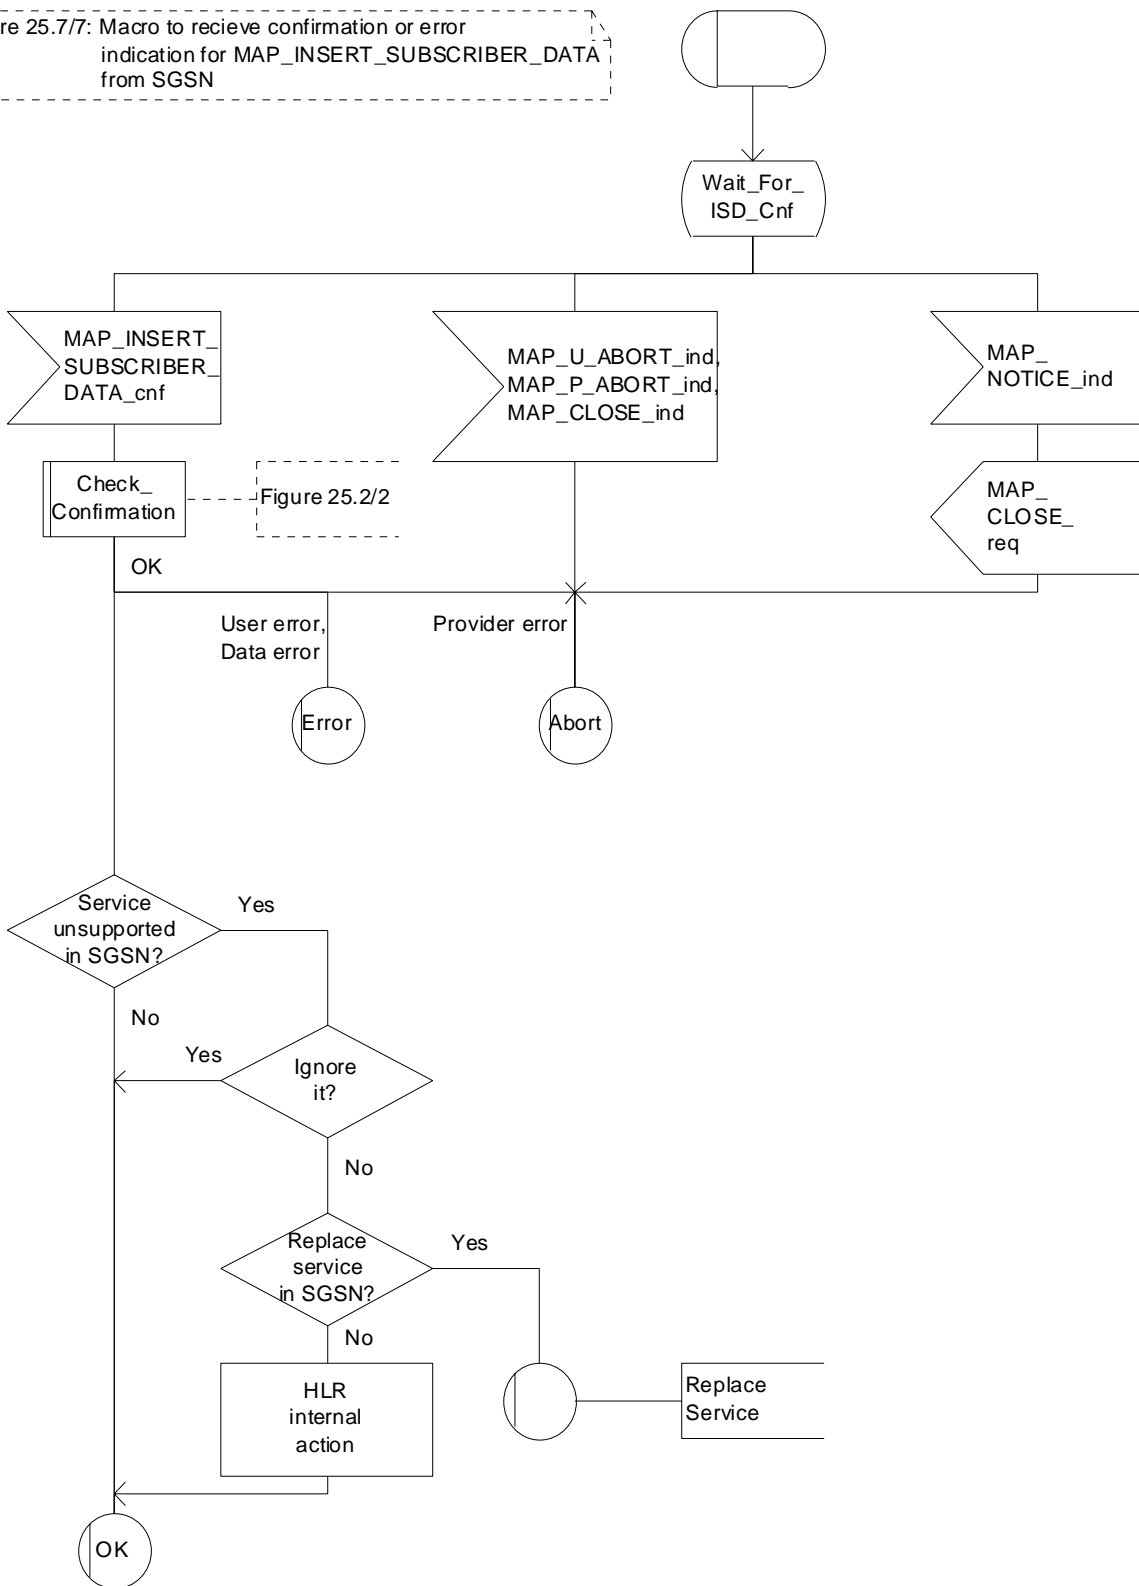 re 25.7/7: Macro to recieve confirmation or error
indication for MAP_INSERT_SUBSCRIBER_DATA
from SGSN
Wait_For_
ISD_Cnf
MAP_INSERT_
SUBSCRIBER_
DATA_cnf
MAP_U_ABORT_ind,
MAP_P_ABORT_ind,
MAP_CLOSE_ind
MAP_
NOTICE_ind
Check_
Confirmation
Figure 25.2/2
MAP_
CLOSE_
req
OK
User error,
Data error
Provider error
Error
Abort
Service
unsupported
in SGSN?
Yes
No
Yes
Ignore
it?
No
Replace
service
in SGSN?
Yes
No
HLR
internal
action
Replace
Service
OK